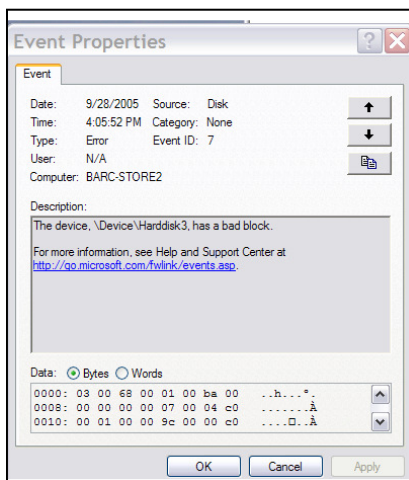 Event Properties
Event
Date: 9/28/2005 Source: Disk
Time: 4:05:52 PM Category: None
Type: Error Event ID: 7
User: N/A
Computer: BARC-STORE2
Description:
The device, \Device\Harddisk3, has a bad block.
For more information, see Help and Support Center at
http://go.microsoft.com/fwlink/events.asp.
Data: Bytes Words
0000: 03 00 68 00 01 00 ba 00 ..h...º.
0008: 00 00 00 00 07 00 04 c0 .......À
0010: 00 01 00 00 9c 00 00 c0 ....□..À
OK Cancel Apply